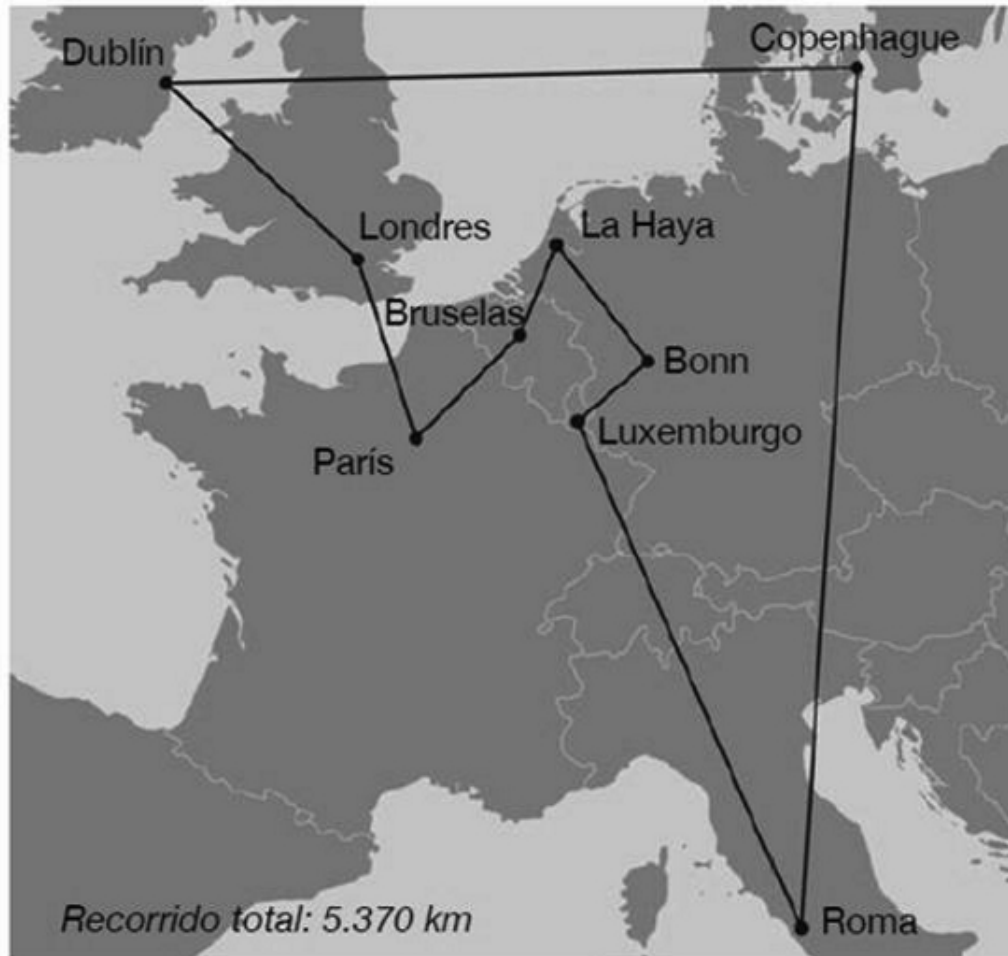 Dublín
Copenhague
Londres
La Haya
Bruselas
Bonn
Luxemburgo
París
Recorrido total: 5.370 km
Roma